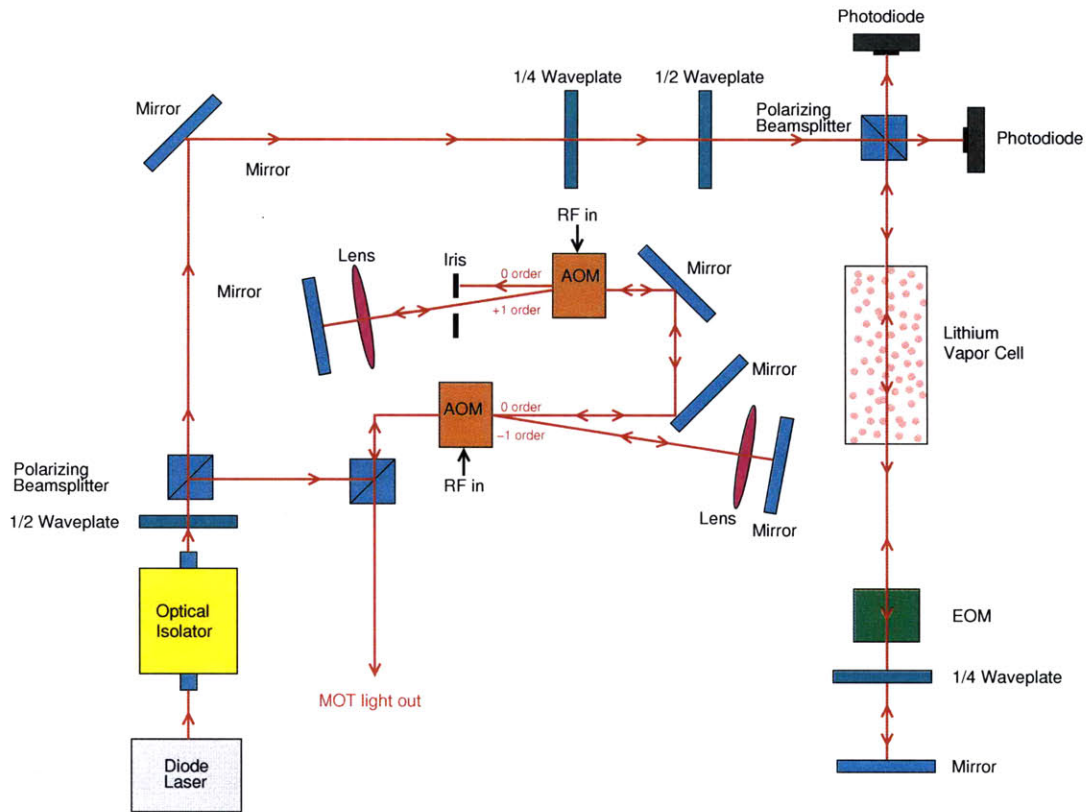 Photodiode
1/4 Waveplate
1/2 Waveplate
Mirror
Polarizing
Beamsplitter
Photodiode
Mirror
RF in
Lens
Iris
0 order
AOM
Mirror
Mirror
+1 order
Lithium
Vapor Cell
Mirror
AOM
0 order
−1 order
Polarizing
Beamsplitter
RF in
Lens
Mirror
1/2 Waveplate
Optical
Isolator
EOM
1/4 Waveplate
MOT light out
Diode
Laser
Mirror